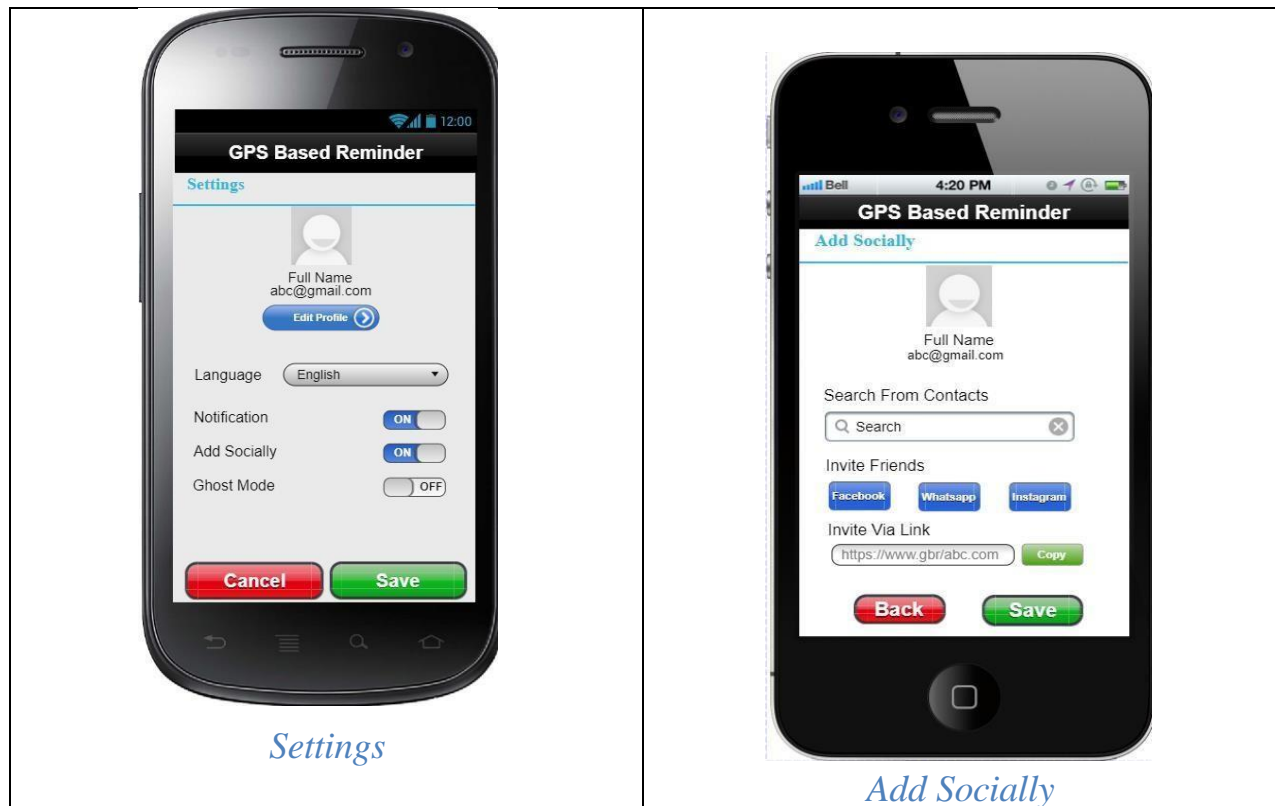 12:00
GPS Based Reminder
Settings
Full Name
abc@gmail.com
Edit Profile
Language English
Notification ON
Add Socially ON
Ghost Mode OFF
Cancel Save
Settings
Bell 4:20 PM
GPS Based Reminder
Add Socially
Full Name
abc@gmail.com
Search From Contacts
Search
Invite Friends
Facebook Whatsapp Instagram
Invite Via Link
https://www.gbr/abc.com Copy
Back Save
Add Socially